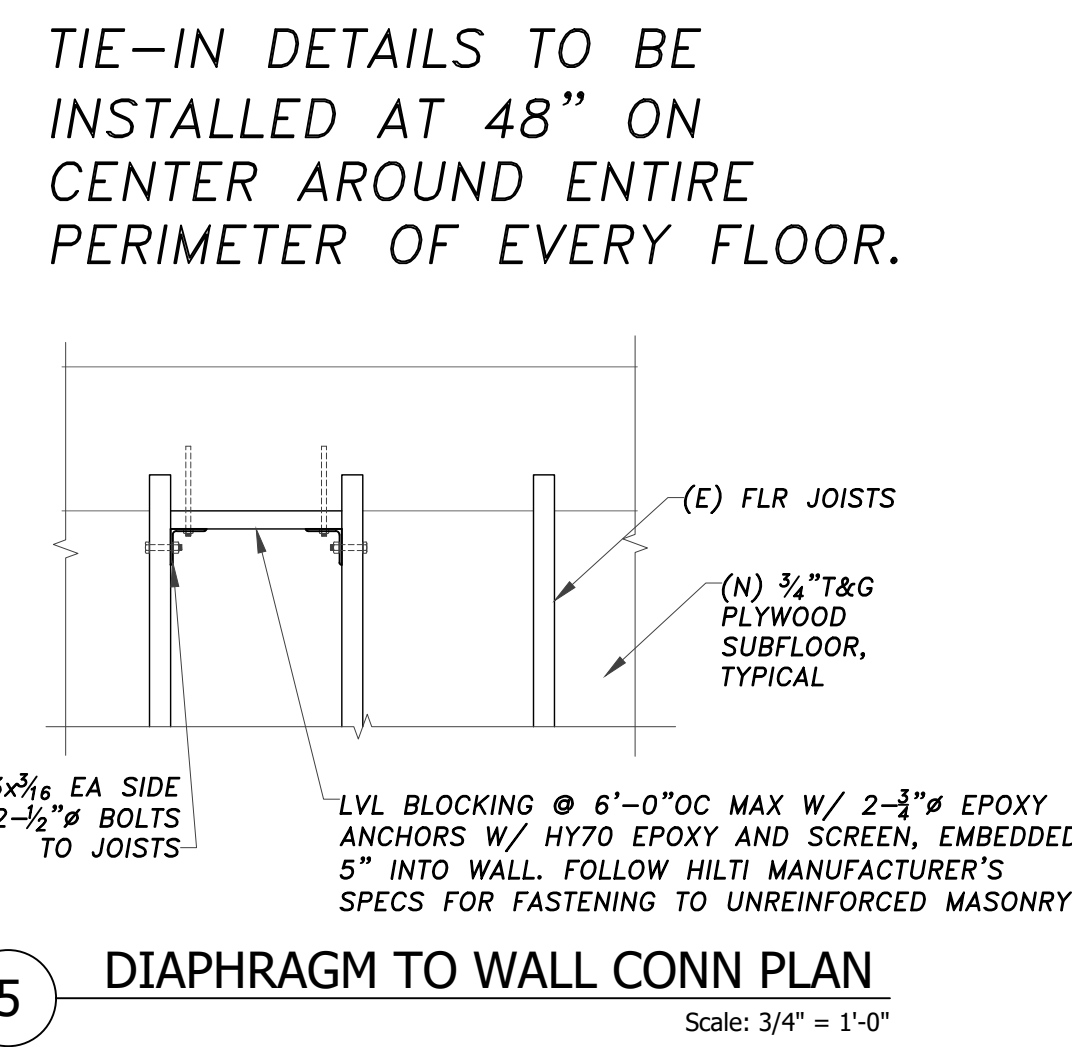 TIE-IN DETAILS TO BE
INSTALLED AT 48" ON
CENTER AROUND ENTIRE
PERIMETER OF EVERY FLOOR.
(E) FLR JOISTS
(N) ¾"T&G
PLYWOOD
SUBFLOOR,
TYPICAL
x3⁄16 EA SIDE
2-½"ø BOLTS
TO JOISTS
LVL BLOCKING @ 6'-0"OC MAX W/ 2-¾"ø EPOXY
ANCHORS W/ HY70 EPOXY AND SCREEN, EMBEDDED
5" INTO WALL. FOLLOW HILTI MANUFACTURER'S
SPECS FOR FASTENING TO UNREINFORCED MASONRY
5
DIAPHRAGM TO WALL CONN PLAN
Scale: 3/4" = 1'-0"